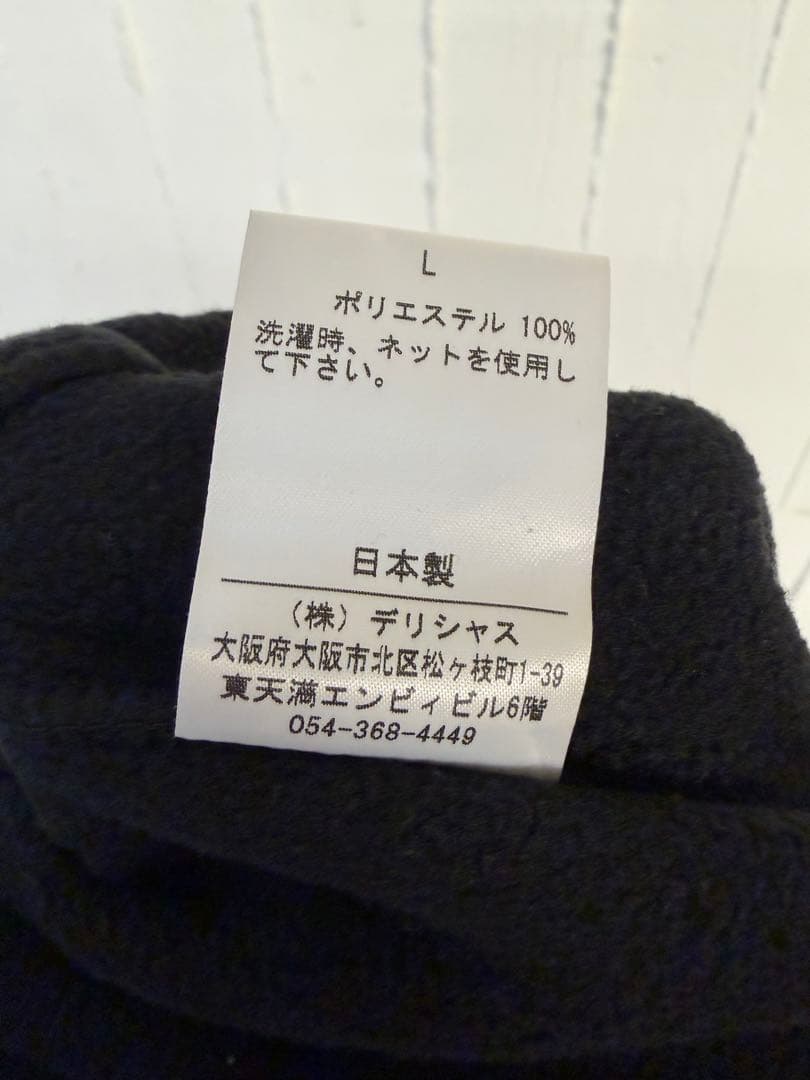 L
ポリエステル 100%
洗濯時、ネットを使用し
て下さい。
日本製
（株）デリシャス
大阪府大阪市北区松ヶ枝町1-39
東天満エンビィビル6階
054-368-4449